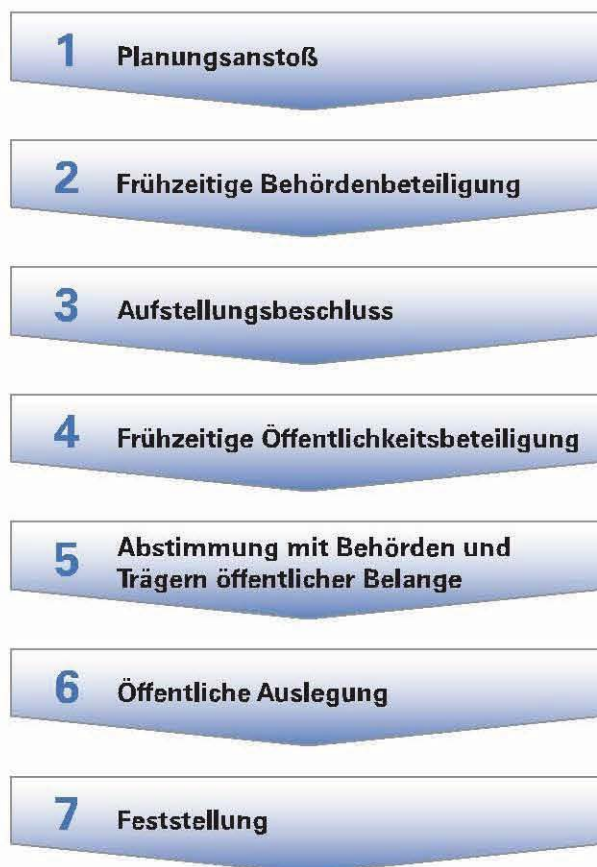 1 Planungsanstoß
2 Frühzeitige Behördenbeteiligung
3 Aufstellungsbeschluss
4 Frühzeitige Öffentlichkeitsbeteiligung
5 Abstimmung mit Behörden und
Trägern öffentlicher Belange
6 Öffentliche Auslegung
7 Feststellung